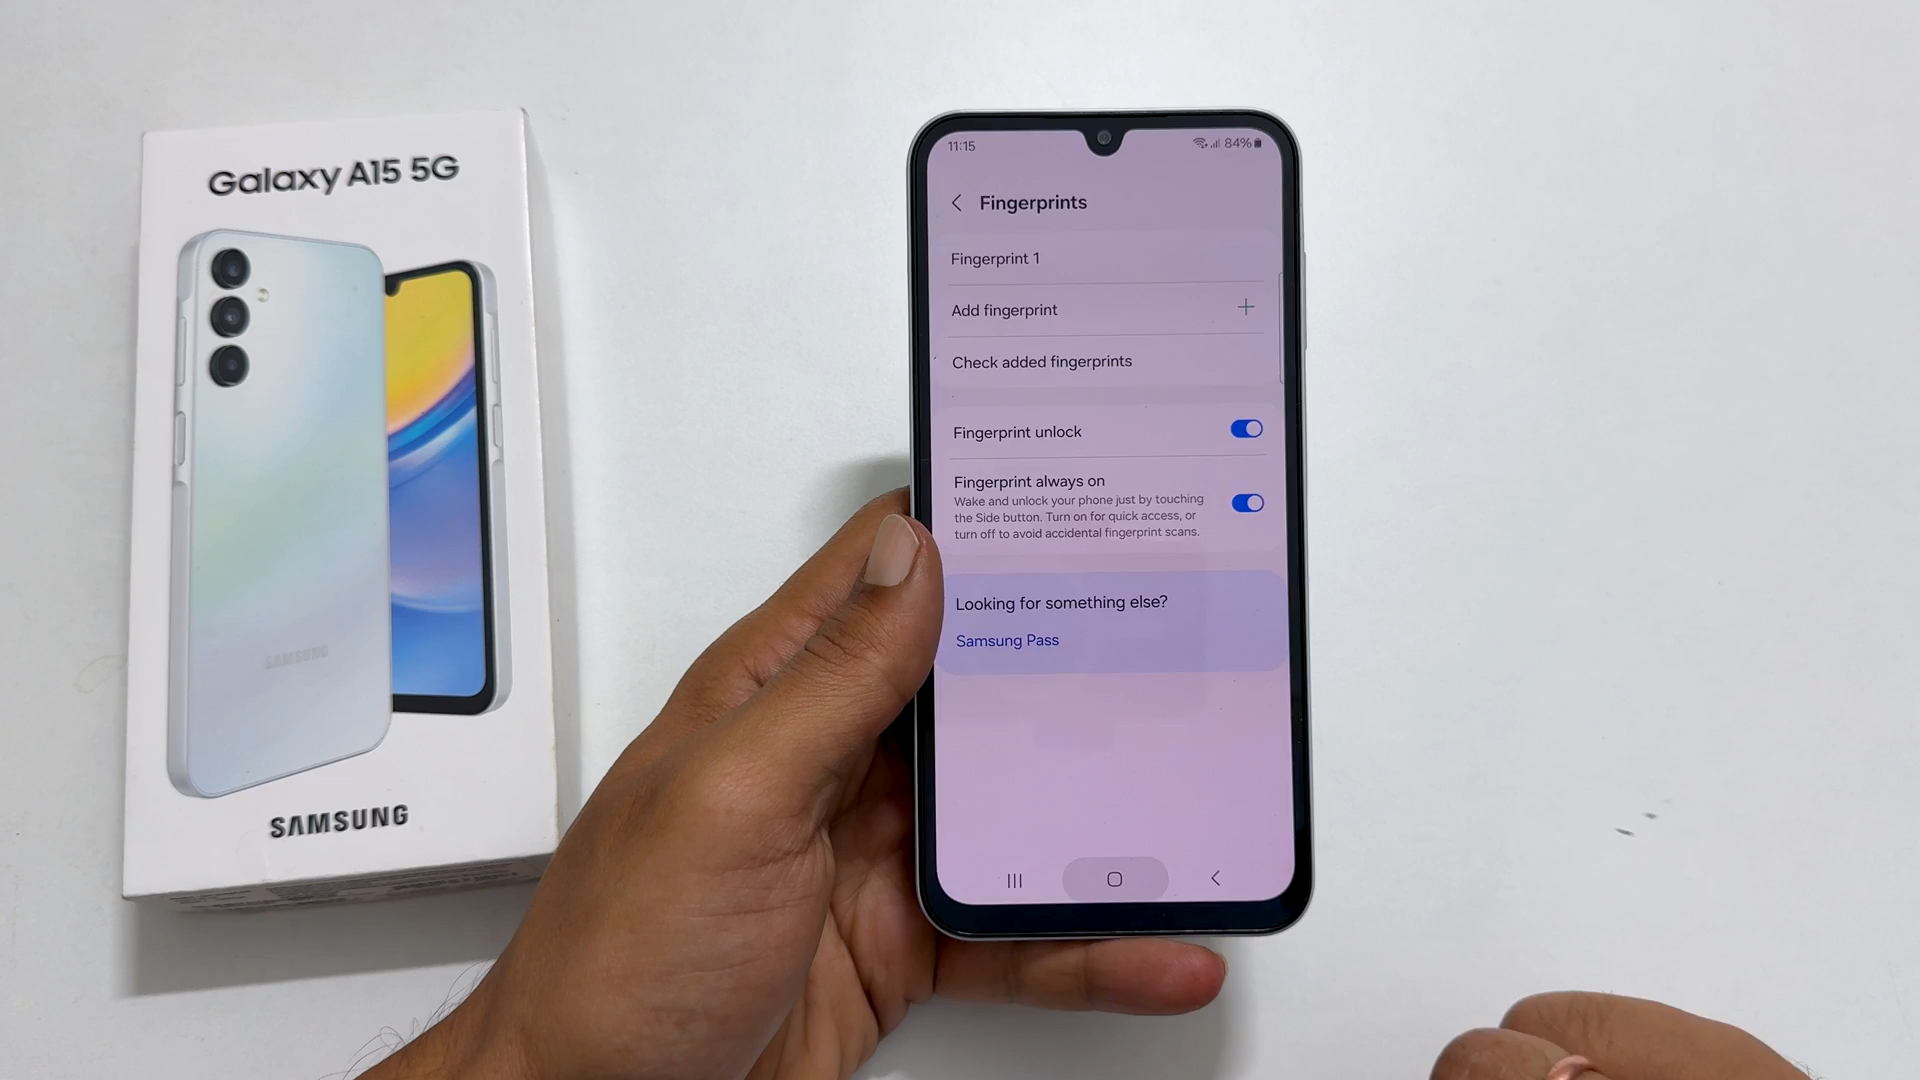 Galaxy A15 5G
SAMSUNG
SAMSUNG
11:15
84%
Fingerprints
Fingerprint 1
Add fingerprint
Check added fingerprints
Fingerprint unlock
Fingerprint always on
Wake and unlock your phone just by touching
the Side button. Turn on for quick access, or
turn off to avoid accidental fingerprint scans.
Looking for something else?
Samsung Pass